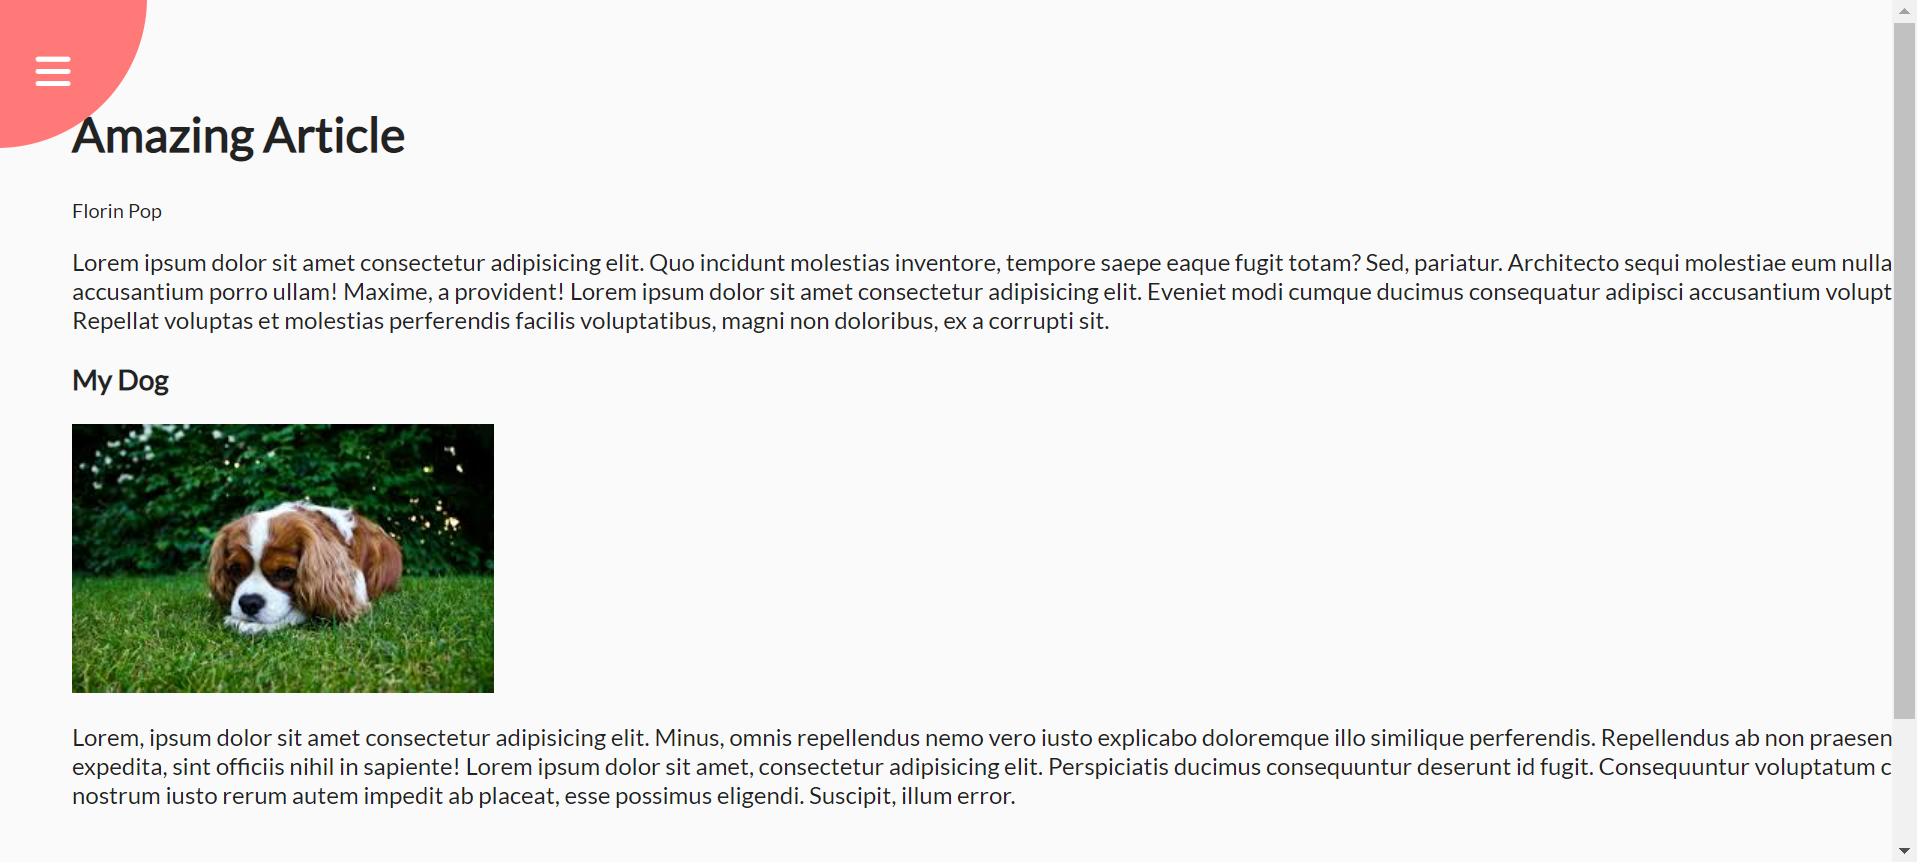 Amazing Article
Florin Pop
Lorem ipsum dolor sit amet consectetur adipisicing elit. Quo incidunt molestias inventore, tempore saepe eaque fugit totam? Sed, pariatur. Architecto sequi molestiae eum nulla
accusantium porro ullam! Maxime, a provident! Lorem ipsum dolor sit amet consectetur adipisicing elit. Eveniet modi cumque ducimus consequatur adipisci accusantium volupt
Repellat voluptas et molestias perferendis facilis voluptatibus, magni non doloribus, ex a corrupti sit.
My Dog
Lorem, ipsum dolor sit amet consectetur adipisicing elit. Minus, omnis repellendus nemo vero iusto explicabo doloremque illo similique perferendis. Repellendus ab non praesen
expedita, sint officiis nihil in sapiente! Lorem ipsum dolor sit amet, consectetur adipisicing elit. Perspiciatis ducimus consequuntur deserunt id fugit. Consequuntur voluptatum c
nostrum iusto rerum autem impedit ab placeat, esse possimus eligendi. Suscipit, illum error.